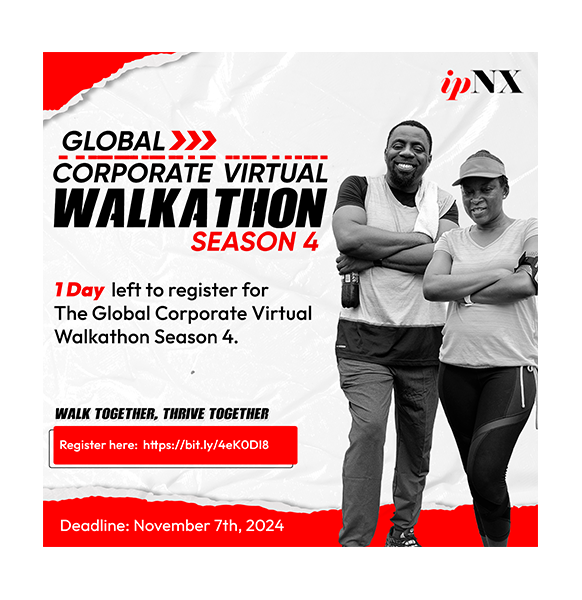 ipNX
GLOBAL
CORPORATE VIRTUAL
WALKATHON
SEASON 4
1 Day left to register for
The Global Corporate Virtual
Walkathon Season 4.
WALK TOGETHER, THRIVE TOGETHER
Register here: https://bit.ly/4eK0DI8
Deadline: November 7th, 2024